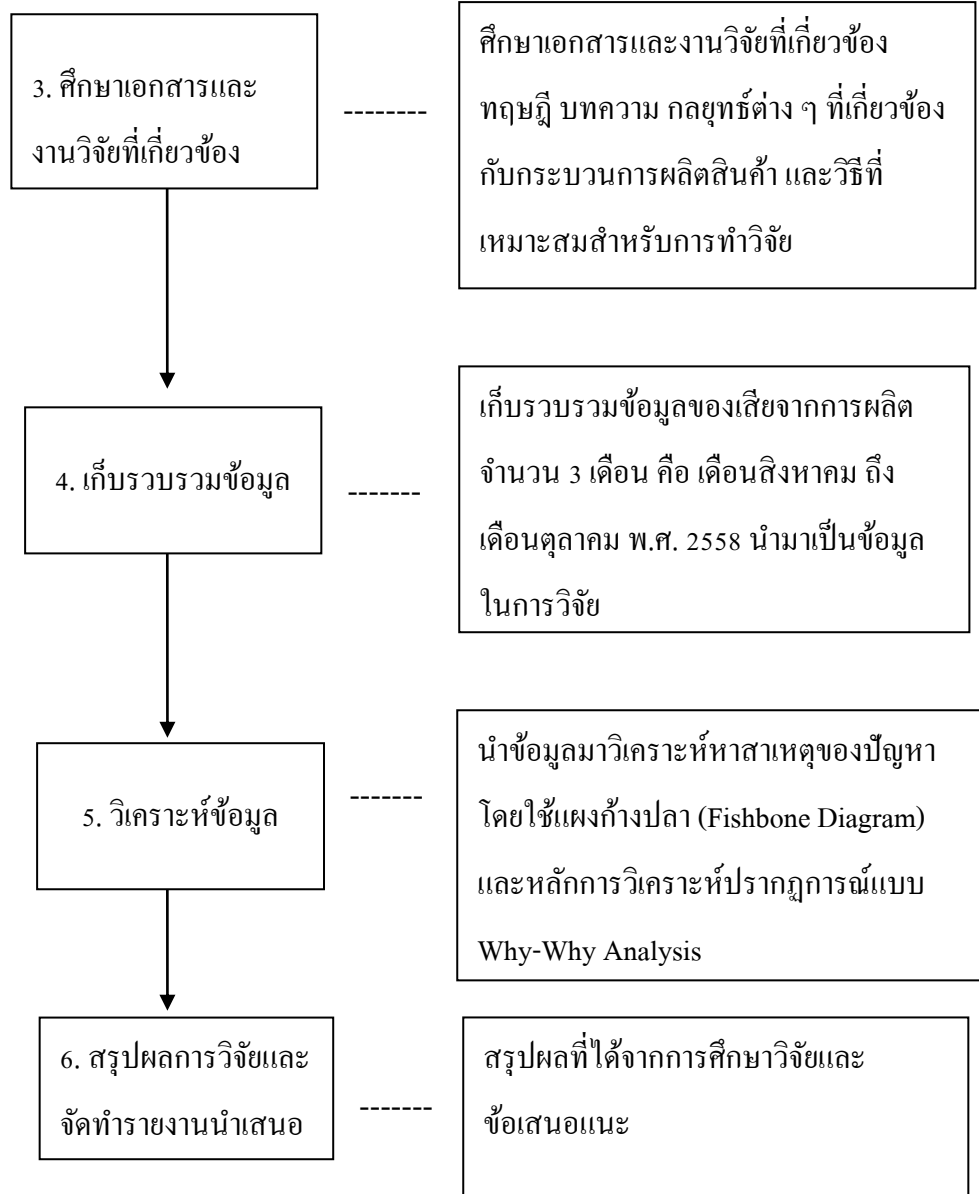 3. ศึกษาเอกสารและ
งานวิจัยที่เกี่ยวข้อง
ศึกษาเอกสารและงานวิจัยที่เกี่ยวข้อง
ทฤษฎี บทความ กลยุทธ์ต่าง ๆ ที่เกี่ยวข้อง
กับกระบวนการผลิตสินค้า และวิธีที่
เหมาะสมสำหรับการทำวิจัย
4. เก็บรวบรวมข้อมูล
เก็บรวบรวมข้อมูลของเสียจากการผลิต
จำนวน 3 เดือน คือ เดือนสิงหาคม ถึง
เดือนตุลาคม พ.ศ. 2558 นำมาเป็นข้อมูล
ในการวิจัย
5. วิเคราะห์ข้อมูล
นำข้อมูลมาวิเคราะห์หาสาเหตุของปัญหา
โดยใช้แผงก้างปลา (Fishbone Diagram)
และหลักการวิเคราะห์ปรากฏการณ์แบบ
Why-Why Analysis
6. สรุปผลการวิจัยและ
จัดทำรายงานนำเสนอ
สรุปผลที่ได้จากการศึกษาวิจัยและ
ข้อเสนอแนะ